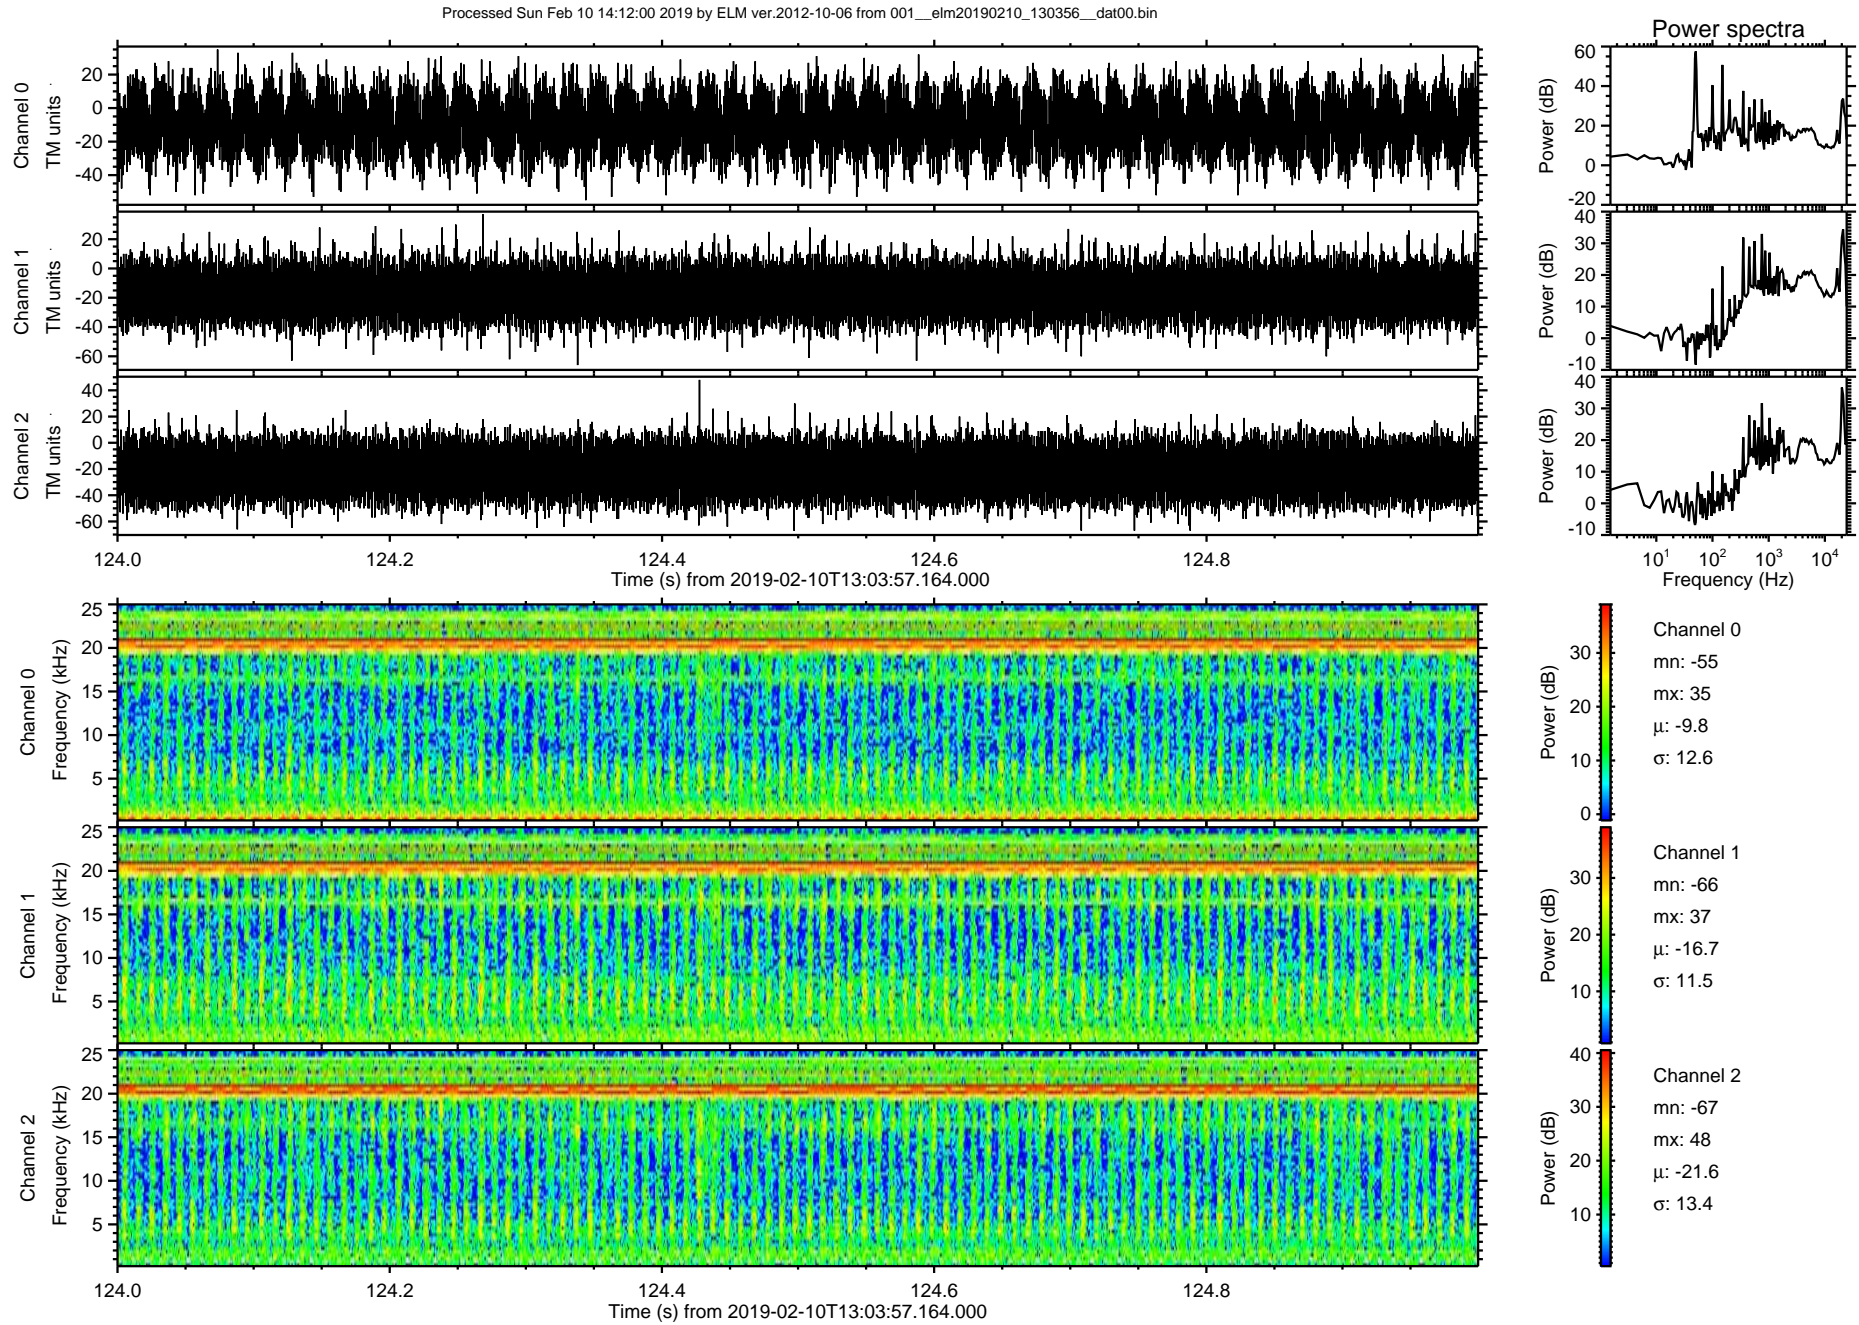 Processed Sun Feb 10 14:12:00 2019 by ELM ver.2012-10-06 from 001__elm20190210_130356__dat00.bin
Power spectra
Channel 0
TM units
20
0
-20
-40
Power (dB)
60
40
20
0
-20
Channel 1
TM units
20
0
-20
-40
-60
Power (dB)
40
30
20
10
0
-10
Channel 2
TM units
40
20
0
-20
-40
-60
Power (dB)
40
30
20
10
0
-10
124.0 124.2 124.4 124.6 124.8
Time (s) from 2019-02-10T13:03:57.164.000
10¹ 10² 10³ 10⁴
Frequency (Hz)
Channel 0
Frequency (kHz)
25
20
15
10
5
Power (dB)
30
20
10
0
Channel 0
mn: -55
mx: 35
μ: -9.8
σ: 12.6
Channel 1
Frequency (kHz)
25
20
15
10
5
Power (dB)
30
20
10
Channel 1
mn: -66
mx: 37
μ: -16.7
σ: 11.5
Channel 2
Frequency (kHz)
25
20
15
10
5
Power (dB)
40
30
20
10
Channel 2
mn: -67
mx: 48
μ: -21.6
σ: 13.4
124.0 124.2 124.4 124.6 124.8
Time (s) from 2019-02-10T13:03:57.164.000